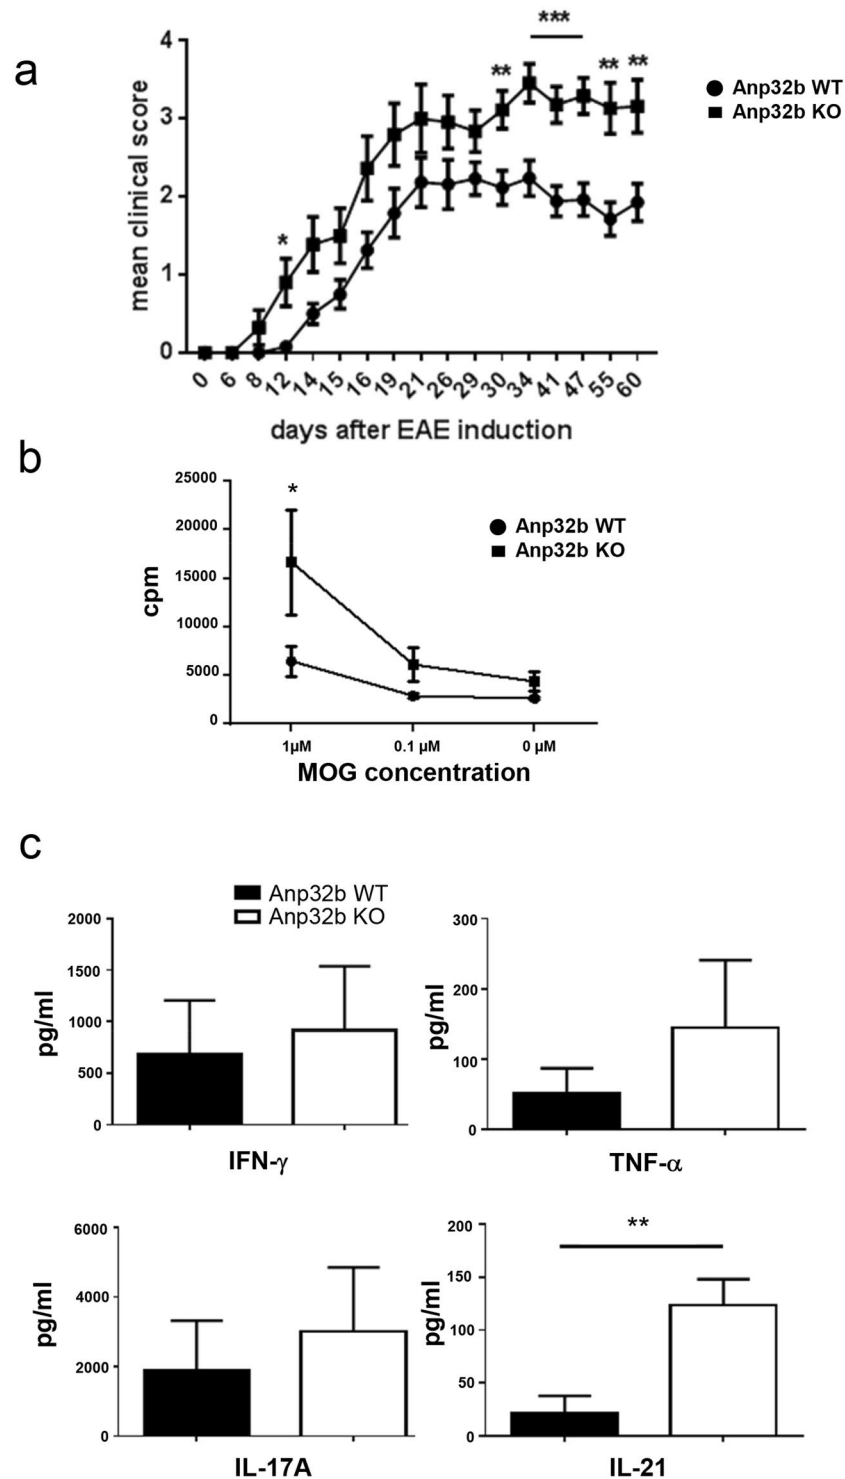 a
***
4
3
2
1
0
mean clinical score
*
**
**
**
Anp32b WT
Anp32b KO
0 6 8 12 14 15 16 19 21 26 29 30 34 41 47 55 60
days after EAE induction
b
25000
20000
15000
10000
5000
0
cpm
*
Anp32b WT
Anp32b KO
1µM 0.1 µM 0 µM
MOG concentration
c
Anp32b WT
Anp32b KO
2000
1500
1000
500
0
pg/ml
IFN-γ
300
200
100
0
pg/ml
TNF-α
6000
4000
2000
0
pg/ml
IL-17A
200
150
100
50
0
pg/ml
**
IL-21